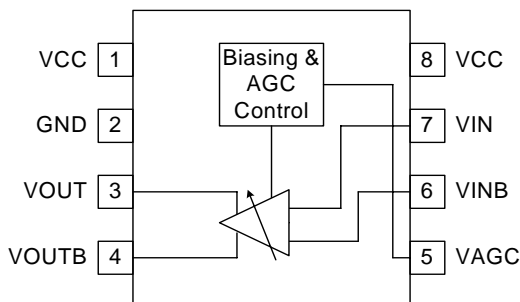 Biasing &
AGC
Control
VCC 1
GND 2
VOUT 3
VOUTB 4
8 VCC
7 VIN
6 VINB
5 VAGC